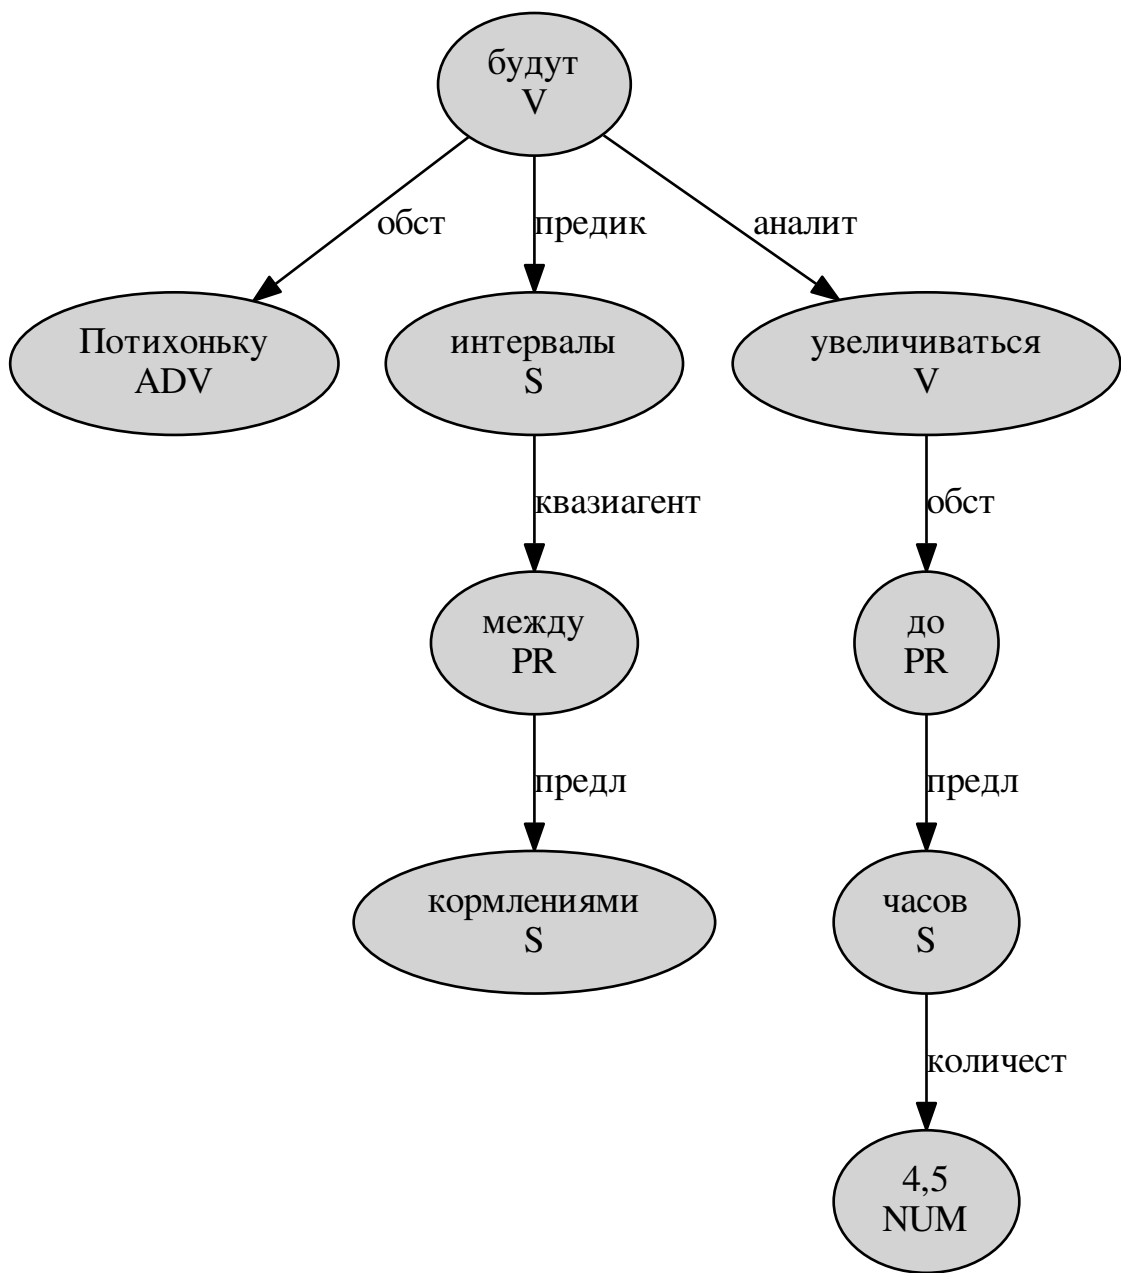 будут
V
обст
предик
аналит
Потихоньку
ADV
интервалы
S
увеличиваться
V
квазиагент
обст
между
PR
до
PR
предл
предл
кормлениями
S
часов
S
количест
4,5
NUM